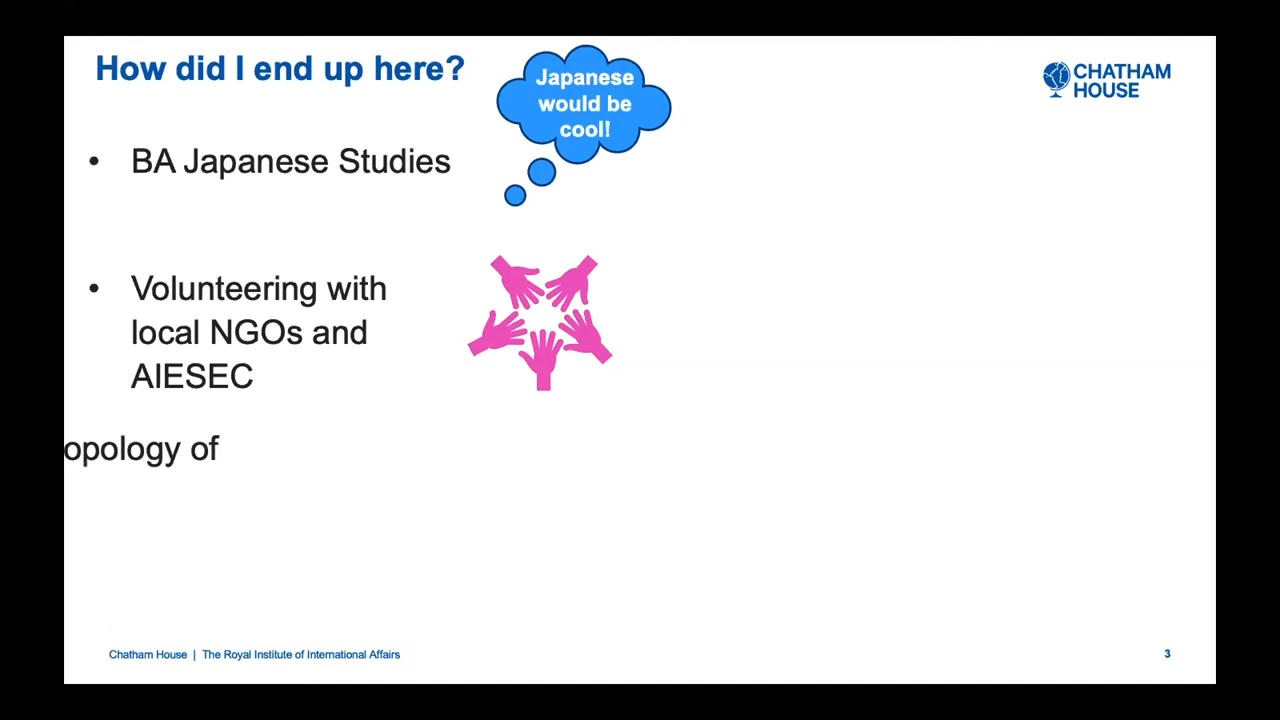 How did I end up here?
Japanese
would be
cool!
CHATHAM
HOUSE
• BA Japanese Studies
• Volunteering with
local NGOs and
AIESEC
opology of
Chatham House | The Royal Institute of International Affairs
3